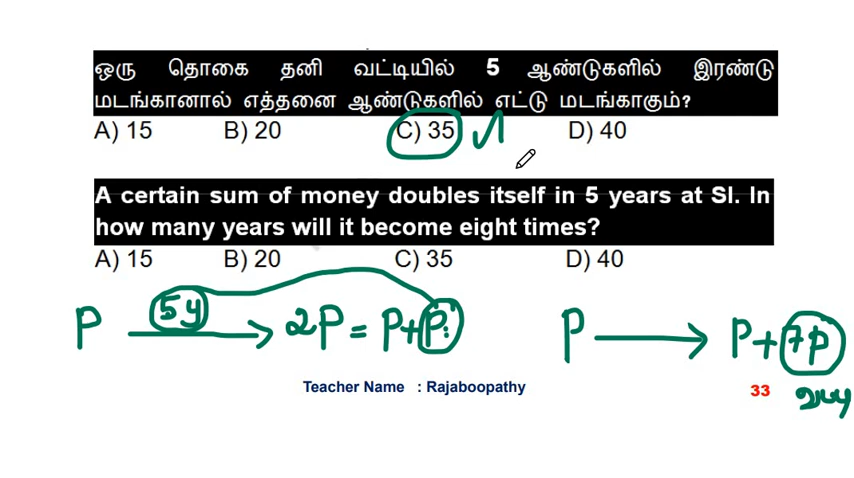 ஒரு தொகை தனி வட்டியில் 5 ஆண்டுகளில் இரண்டு
மடங்கானால் எத்தனை ஆண்டுகளில் எட்டு மடங்காகும்?
A) 15 B) 20 C) 35 D) 40
A certain sum of money doubles itself in 5 years at SI. In
how many years will it become eight times?
A) 15 B) 20 C) 35 D) 40
P 5y 2P = P+P P P+7P
Teacher Name : Rajaboopathy 33